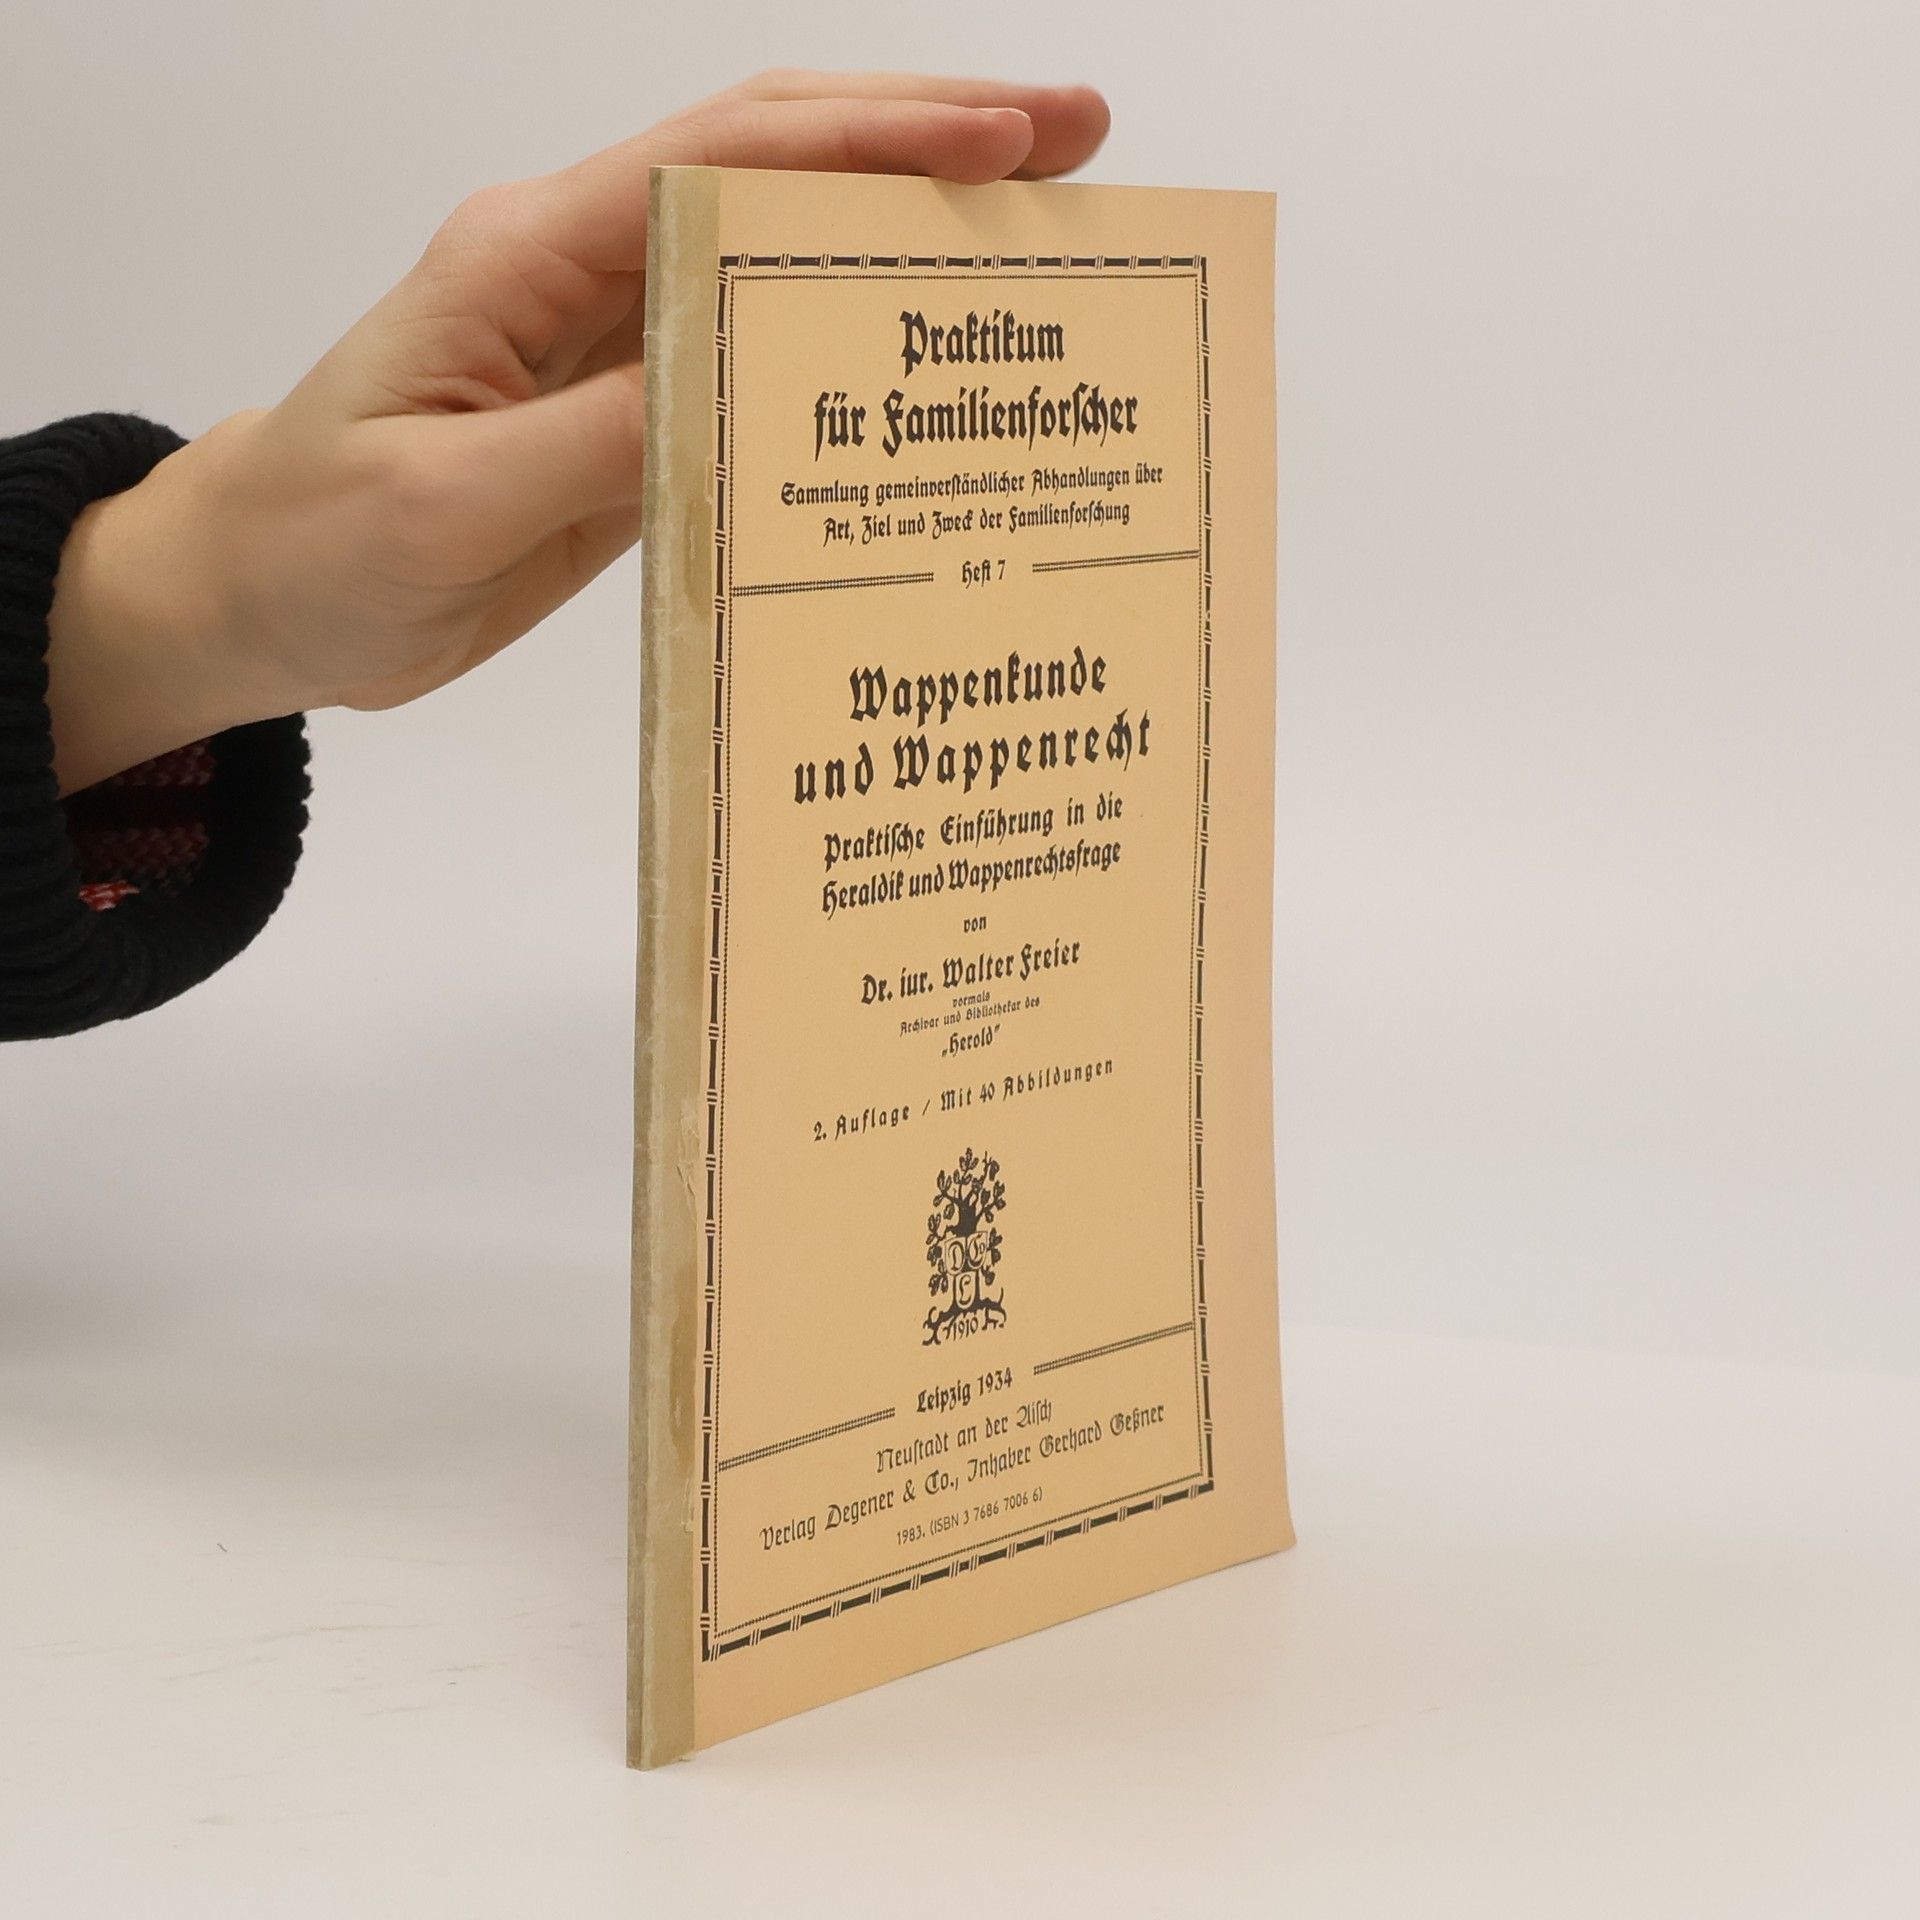 Praktikum
für Familienforscher
Sammlung gemeinverständlicher Abhandlungen über
Art, Ziel und Zweck der Familienforschung
Heft 7
Wappenkunde
und Wappenrecht
Praktische Einführung in die
Heraldik und Wappenrechtsfrage
von
Dr. iur. Walter Freier
vormals
Archivar und Bibliothekar des
„Herold"
2. Auflage / Mit 40 Abbildungen
D Co
L
1910
Leipzig 1934
Neustadt an der Aisch
Verlag Degener & Co., Inhaber Gerhard Geßner
1983. (ISBN 3 7686 7006 6)